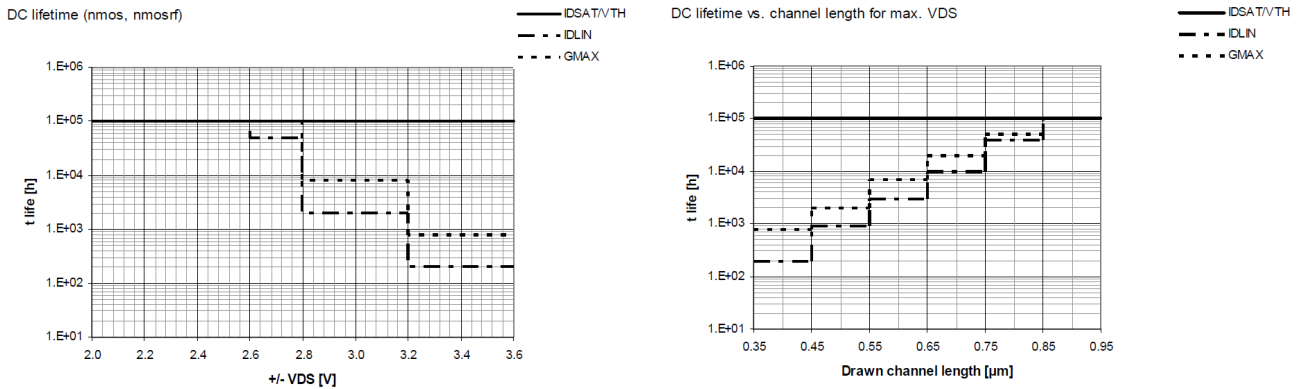 DC lifetime (nmos, nmosrf)
IDSAT/VTH
IDLIN
GMAX
1.E+06
1.E+05
1.E+04
1.E+03
1.E+02
1.E+01
t life [h]
2.0 2.2 2.4 2.6 2.8 3.0 3.2 3.4 3.6
+/- VDS [V]
DC lifetime vs. channel length for max. VDS
IDSAT/VTH
IDLIN
GMAX
1.E+06
1.E+05
1.E+04
1.E+03
1.E+02
1.E+01
t life [h]
0.35 0.45 0.55 0.65 0.75 0.85 0.95
Drawn channel length [µm]